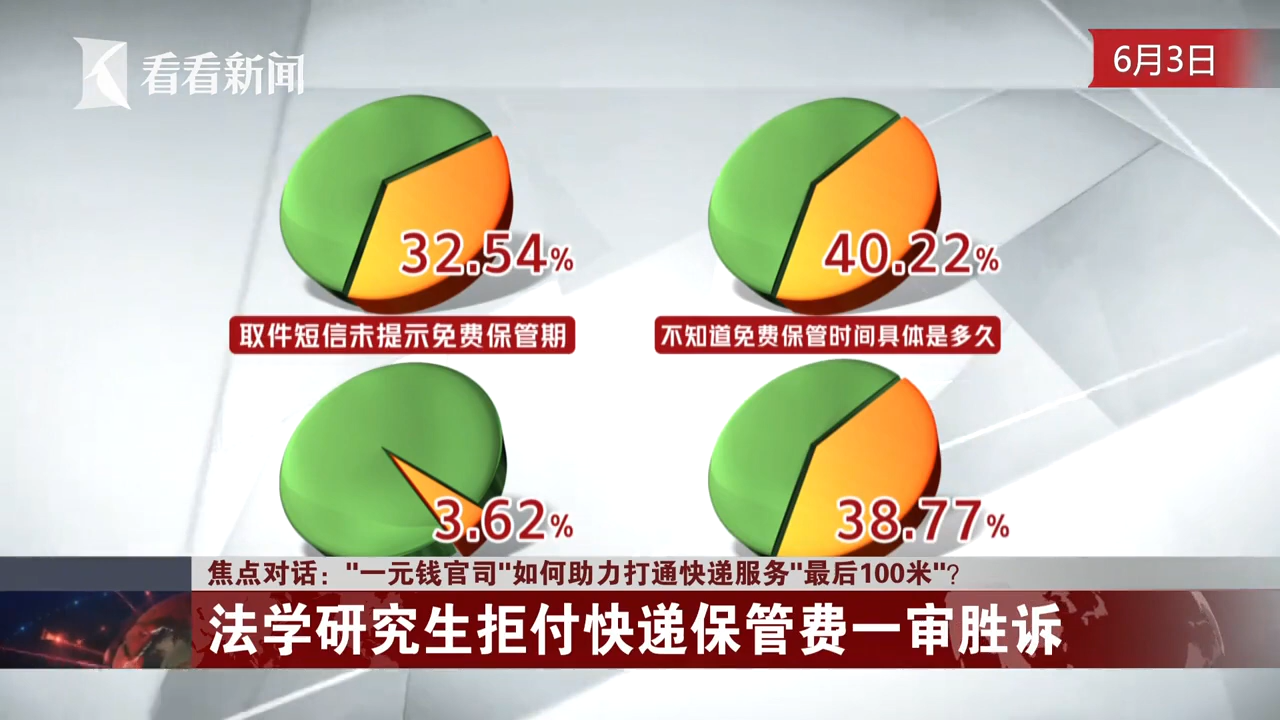 看看新闻
6月3日
32.54%
40.22%
取件短信未提示免费保管期
不知道免费保管时间具体是多久
3.62%
38.77%
焦点对话："一元钱官司"如何助力打通快递服务"最后100米"?
法学研究生拒付快递保管费一审胜诉